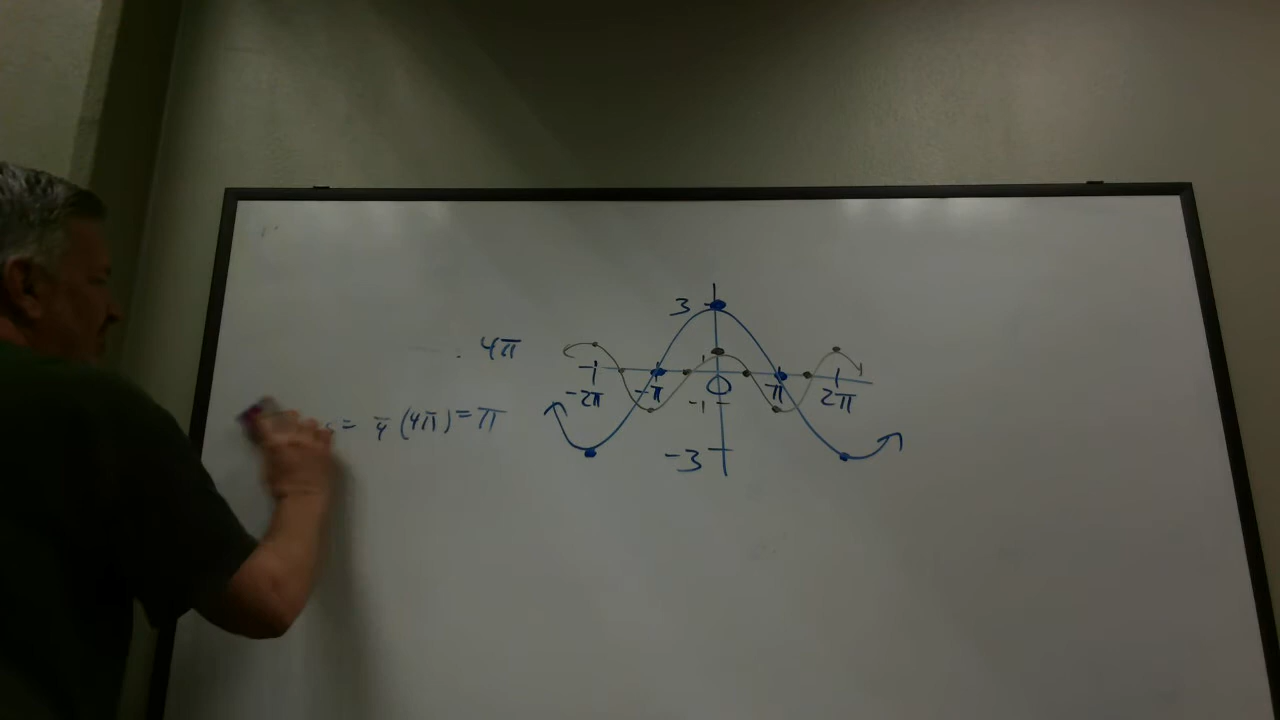 3
4π
1
-2π -π 0 π 2π
-1
= 4 (4π) = π
-3